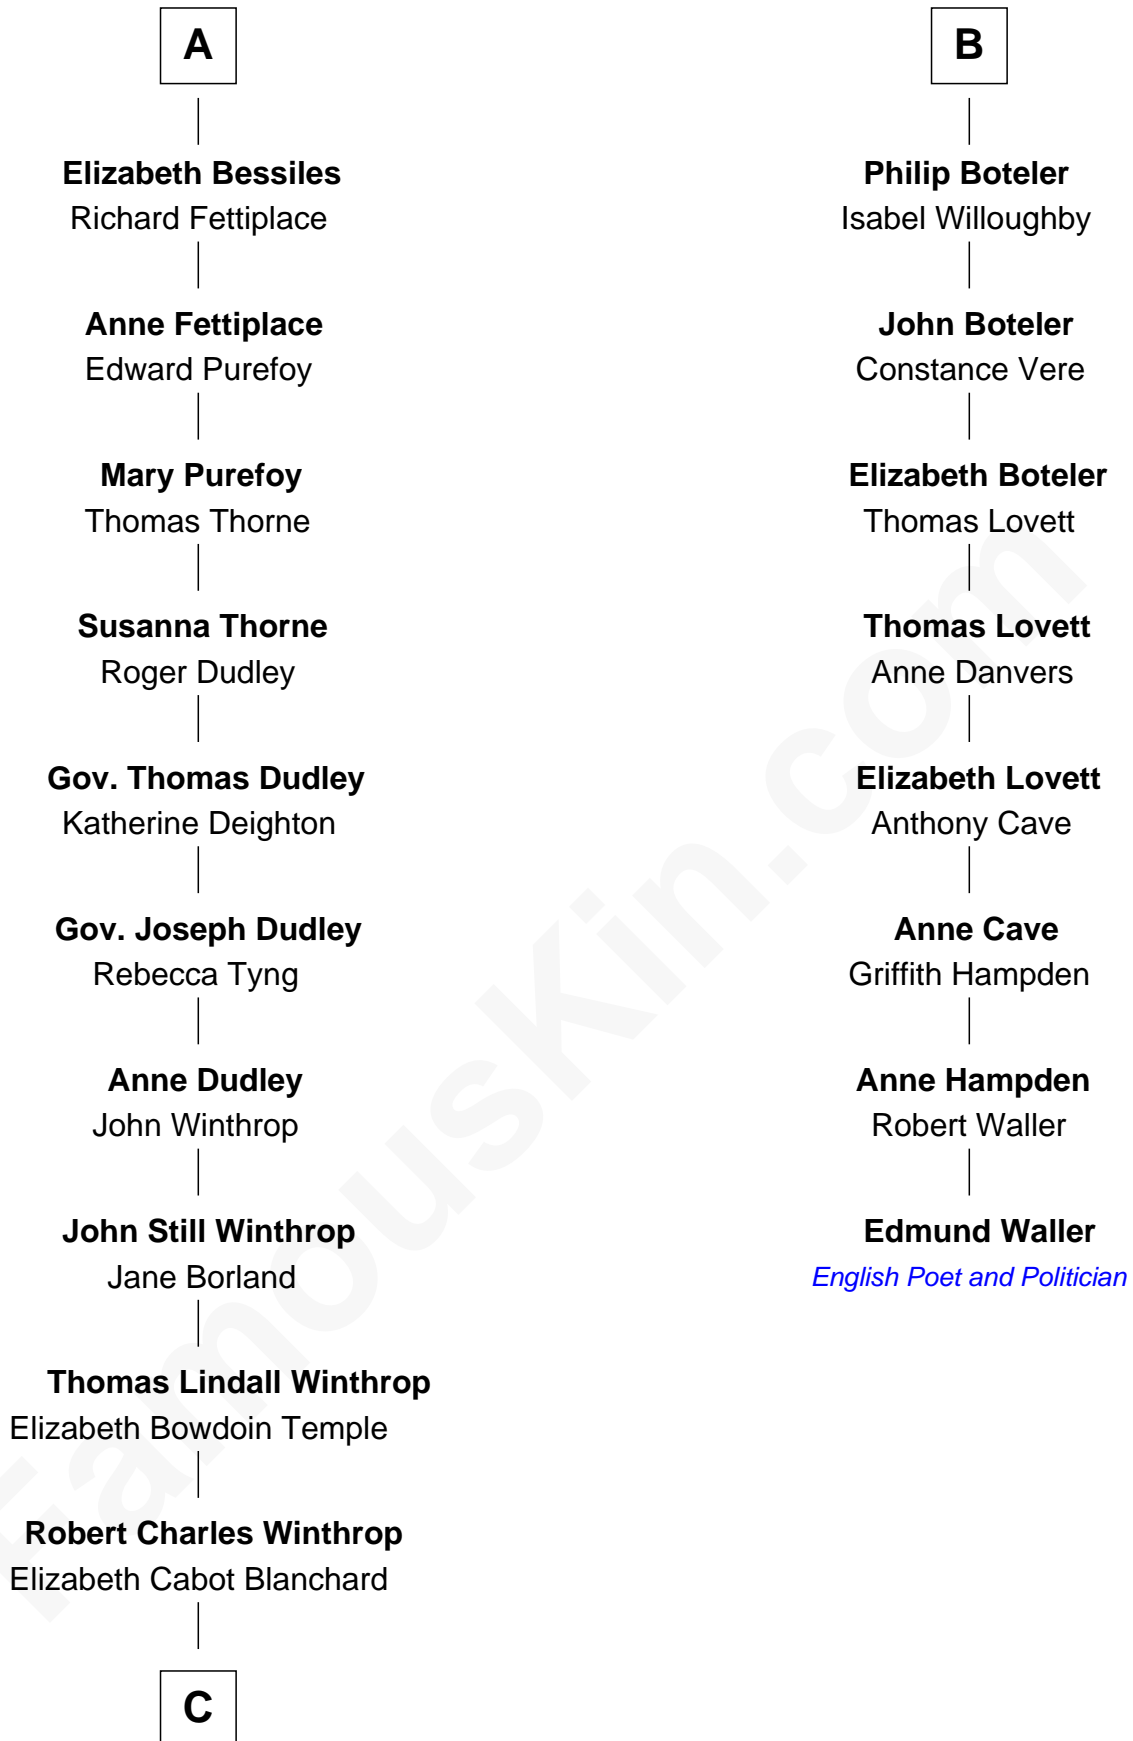 A
Elizabeth Bessiles
Richard Fettiplace
Anne Fettiplace
Edward Purefoy
Mary Purefoy
Thomas Thorne
Susanna Thorne
Roger Dudley
Gov. Thomas Dudley
Katherine Deighton
Gov. Joseph Dudley
Rebecca Tyng
Anne Dudley
John Winthrop
John Still Winthrop
Jane Borland
Thomas Lindall Winthrop
Elizabeth Bowdoin Temple
Robert Charles Winthrop
Elizabeth Cabot Blanchard
C
B
Philip Boteler
Isabel Willoughby
John Boteler
Constance Vere
Elizabeth Boteler
Thomas Lovett
Thomas Lovett
Anne Danvers
Elizabeth Lovett
Anthony Cave
Anne Cave
Griffith Hampden
Anne Hampden
Robert Waller
Edmund Waller
English Poet and Politician
FamousKin.com